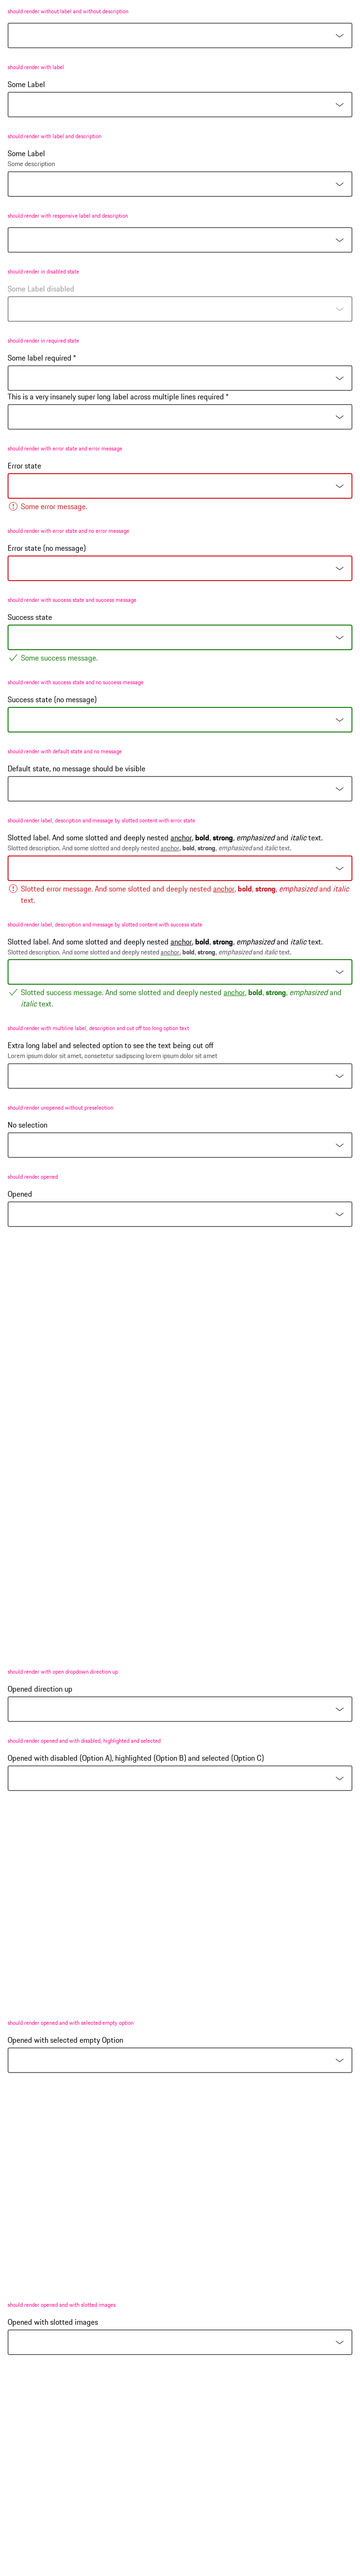 should render without label and without description
should render with label
Some Label
should render with label and description
Some Label
Some description
should render with responsive label and description
should render in disabled state
Some Label disabled
should render in required state
Some label required *
This is a very insanely super long label across multiple lines required *
should render with error state and error message
Error state
Some error message.
should render with error state and no error message
Error state (no message)
should render with success state and success message
Success state
Some success message.
should render with success state and no success message
Success state (no message)
should render with default state and no message
Default state, no message should be visible
should render label, description and message by slotted content with error state
Slotted label. And some slotted and deeply nested anchor, bold, strong, emphasized and italic text.
Slotted description. And some slotted and deeply nested anchor, bold, strong, emphasized and italic text.
Slotted error message. And some slotted and deeply nested anchor, bold, strong, emphasized and italic
text.
should render label, description and message by slotted content with success state
Slotted label. And some slotted and deeply nested anchor, bold, strong, emphasized and italic text.
Slotted description. And some slotted and deeply nested anchor, bold, strong, emphasized and italic text.
Slotted success message. And some slotted and deeply nested anchor, bold, strong, emphasized and
italic text.
should render with multiline label, description and cut off too long option text
Extra long label and selected option to see the text being cut off
Lorem ipsum dolor sit amet, consetetur sadipscing lorem ipsum dolor sit amet
should render unopened without preselection
No selection
should render opened
Opened
should render with open dropdown direction up
Opened direction up
should render opened and with disabled, highlighted and selected
Opened with disabled (Option A), highlighted (Option B) and selected (Option C)
should render opened and with selected empty option
Opened with selected empty Option
should render opened and with slotted images
Opened with slotted images